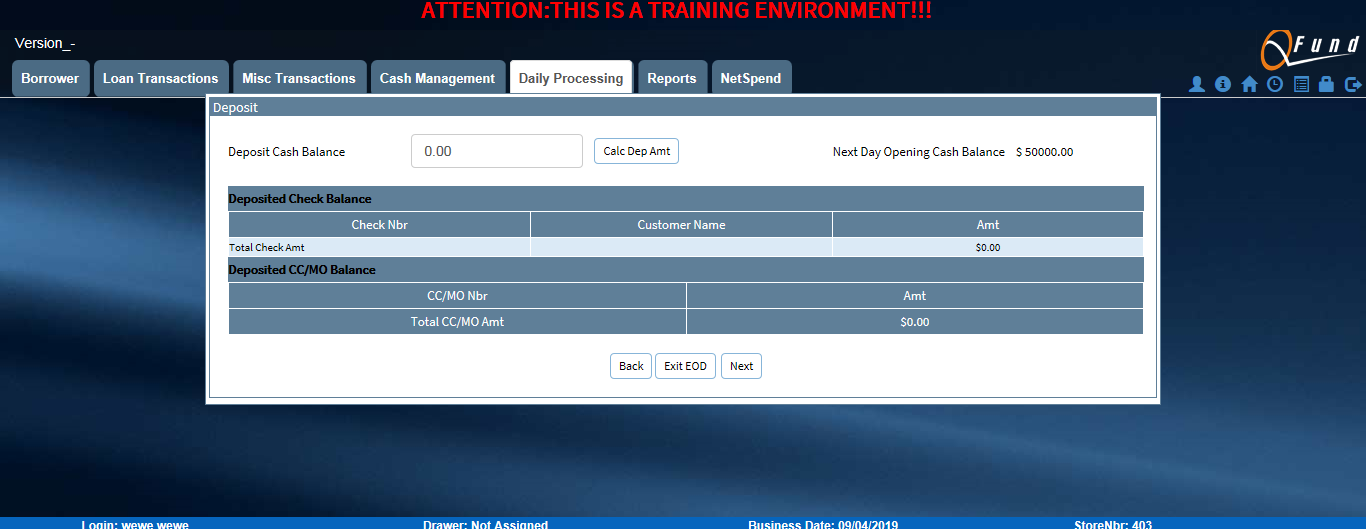 ATTENTION:THIS IS A TRAINING ENVIRONMENT!!!
Version_-
QFund
Borrower Loan Transactions Misc Transactions Cash Management Daily Processing Reports NetSpend
Deposit
Deposit Cash Balance 0.00 Calc Dep Amt Next Day Opening Cash Balance $ 50000.00
Deposited Check Balance
Check Nbr Customer Name Amt
Total Check Amt $0.00
Deposited CC/MO Balance
CC/MO Nbr Amt
Total CC/MO Amt $0.00
Back Exit EOD Next
Login: wewe wewe Drawer: Not Assigned Business Date: 09/04/2019 StoreNbr: 403